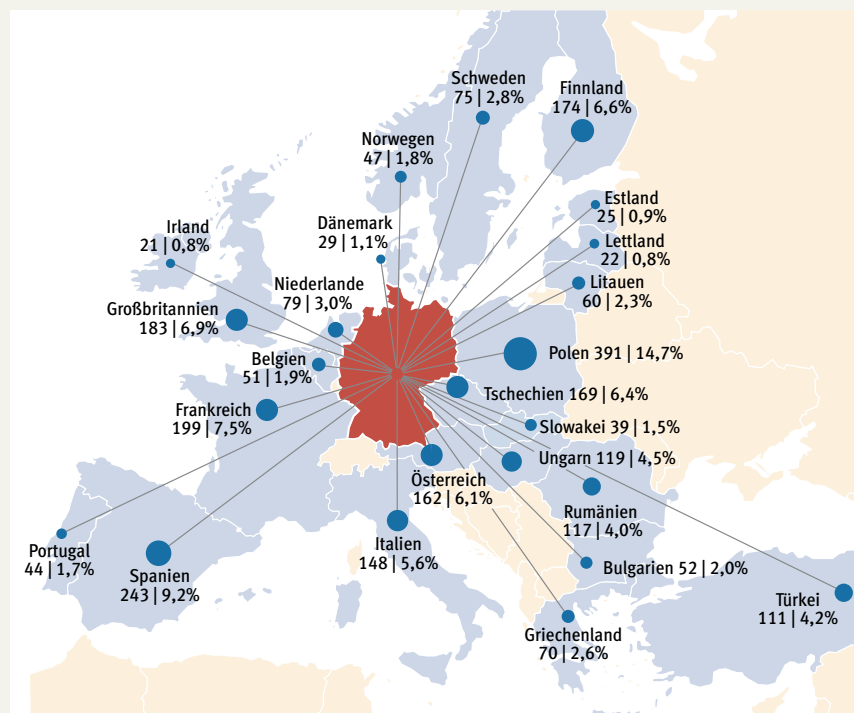 Schweden
75 | 2,8%
Finnland
174 | 6,6%
Norwegen
47 | 1,8%
Estland
25 | 0,9%
Irland
21 | 0,8%
Dänemark
29 | 1,1%
Lettland
22 | 0,8%
Niederlande
79 | 3,0%
Litauen
60 | 2,3%
Großbritannien
183 | 6,9%
Belgien
51 | 1,9%
Polen 391 | 14,7%
Tschechien 169 | 6,4%
Frankreich
199 | 7,5%
Slowakei 39 | 1,5%
Ungarn 119 | 4,5%
Österreich
162 | 6,1%
Rumänien
117 | 4,0%
Italien
148 | 5,6%
Portugal
44 | 1,7%
Spanien
243 | 9,2%
Bulgarien 52 | 2,0%
Türkei
111 | 4,2%
Griechenland
70 | 2,6%